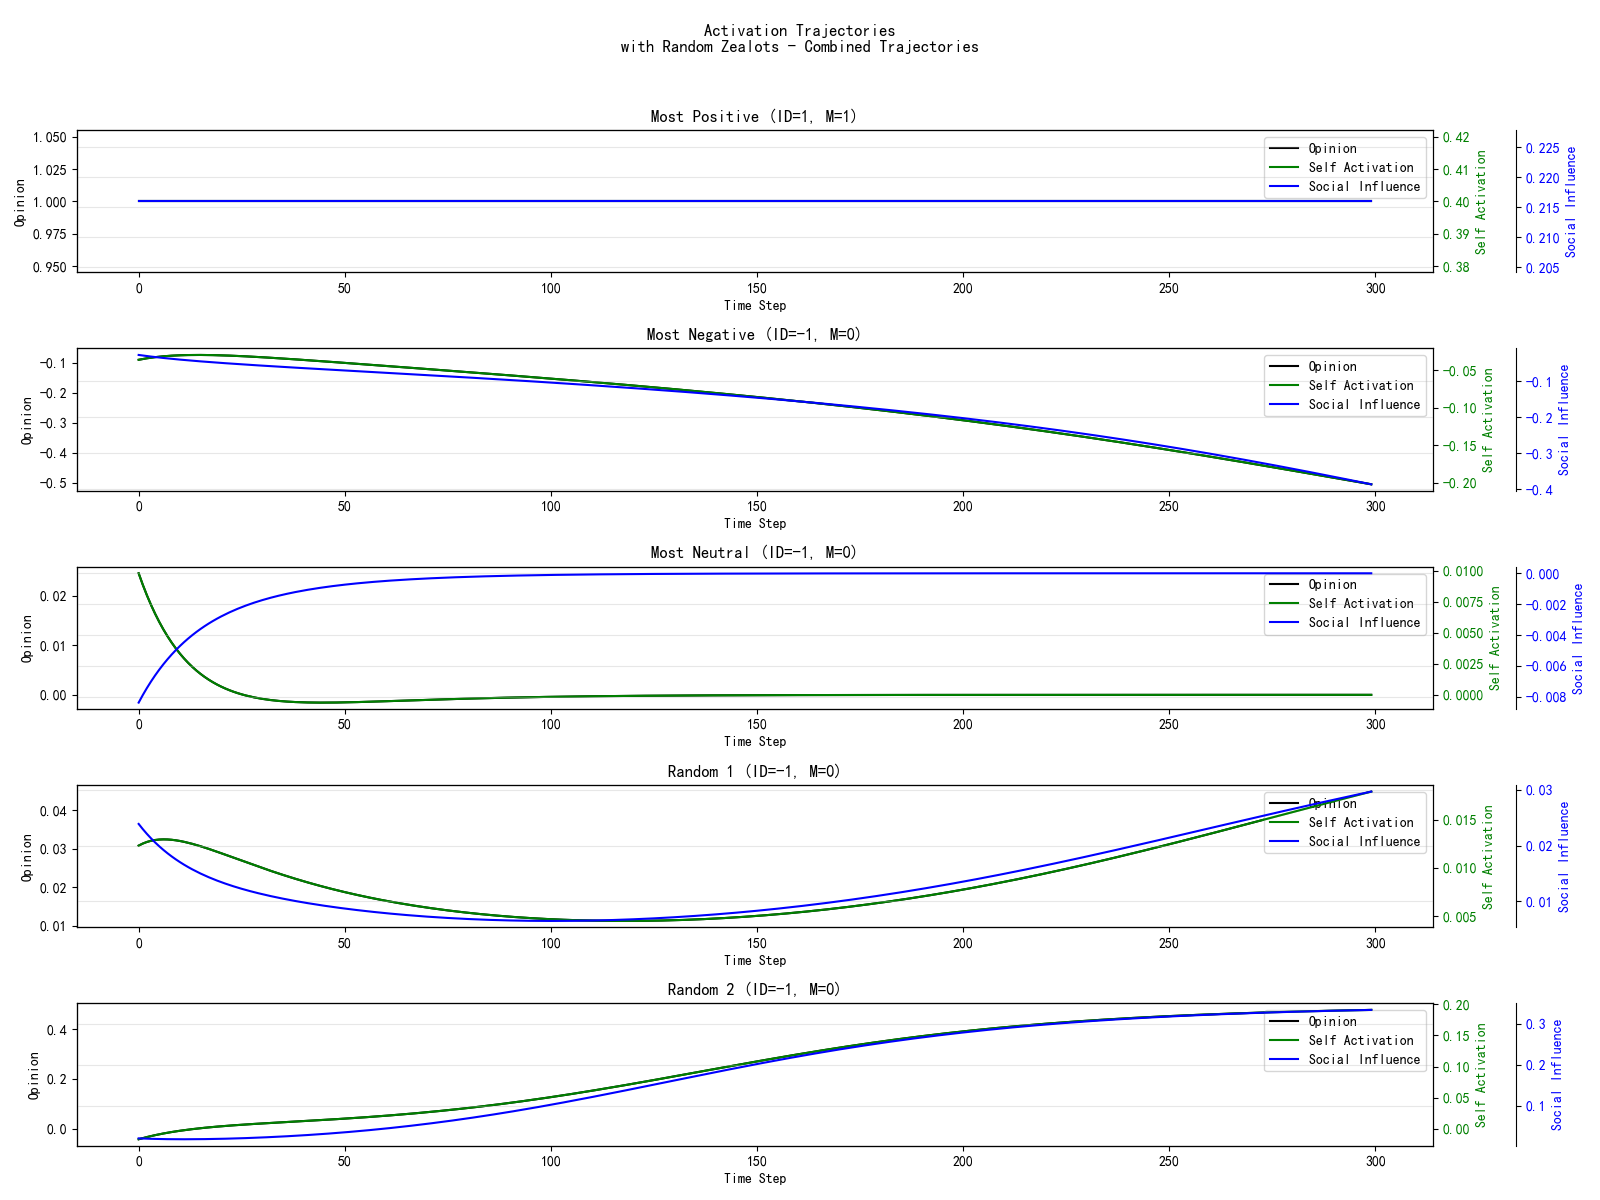 Activation Trajectories
with Random Zealots - Combined Trajectories
Most Positive (ID=1, M=1)
1.050
1.025
1.000
0.975
0.950
Opinion
0.42
0.41
0.40
0.39
0.38
Self Activation
0.225
0.220
0.215
0.210
0.205
Social Influence
Opinion
Self Activation
Social Influence
0 50 100 150 200 250 300
Time Step
Most Negative (ID=-1, M=0)
-0.1
-0.2
-0.3
-0.4
-0.5
Opinion
-0.05
-0.10
-0.15
-0.20
Self Activation
-0.1
-0.2
-0.3
-0.4
Social Influence
Opinion
Self Activation
Social Influence
0 50 100 150 200 250 300
Time Step
Most Neutral (ID=-1, M=0)
0.02
0.01
0.00
Opinion
0.0100
0.0075
0.0050
0.0025
0.0000
Self Activation
0.000
-0.002
-0.004
-0.006
-0.008
Social Influence
Opinion
Self Activation
Social Influence
0 50 100 150 200 250 300
Time Step
Random 1 (ID=-1, M=0)
0.04
0.03
0.02
0.01
Opinion
0.015
0.010
0.005
Self Activation
0.03
0.02
0.01
Social Influence
Opinion
Self Activation
Social Influence
0 50 100 150 200 250 300
Time Step
Random 2 (ID=-1, M=0)
0.4
0.2
0.0
Opinion
0.20
0.15
0.10
0.05
0.00
Self Activation
0.3
0.2
0.1
Social Influence
Opinion
Self Activation
Social Influence
0 50 100 150 200 250 300
Time Step